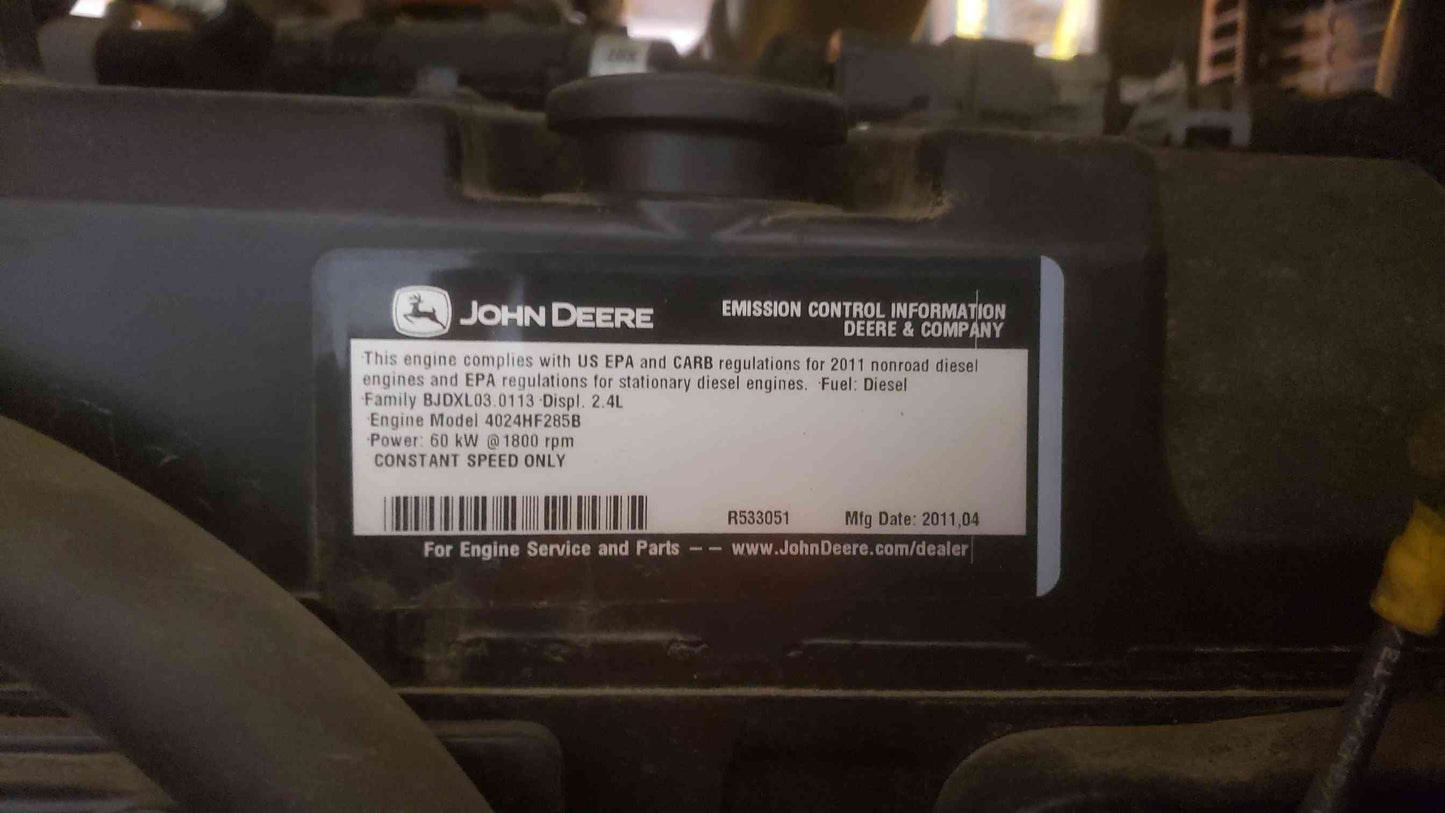 JOHN DEERE
EMISSION CONTROL INFORMATION
DEERE & COMPANY
This engine complies with US EPA and CARB regulations for 2011 nonroad diesel
engines and EPA regulations for stationary diesel engines. ·Fuel: Diesel
·Family BJDXL03.0113 ·Displ. 2.4L
·Engine Model 4024HF285B
·Power: 60 kW @1800 rpm
CONSTANT SPEED ONLY
R533051 Mfg Date: 2011,04
For Engine Service and Parts – – www.JohnDeere.com/dealer